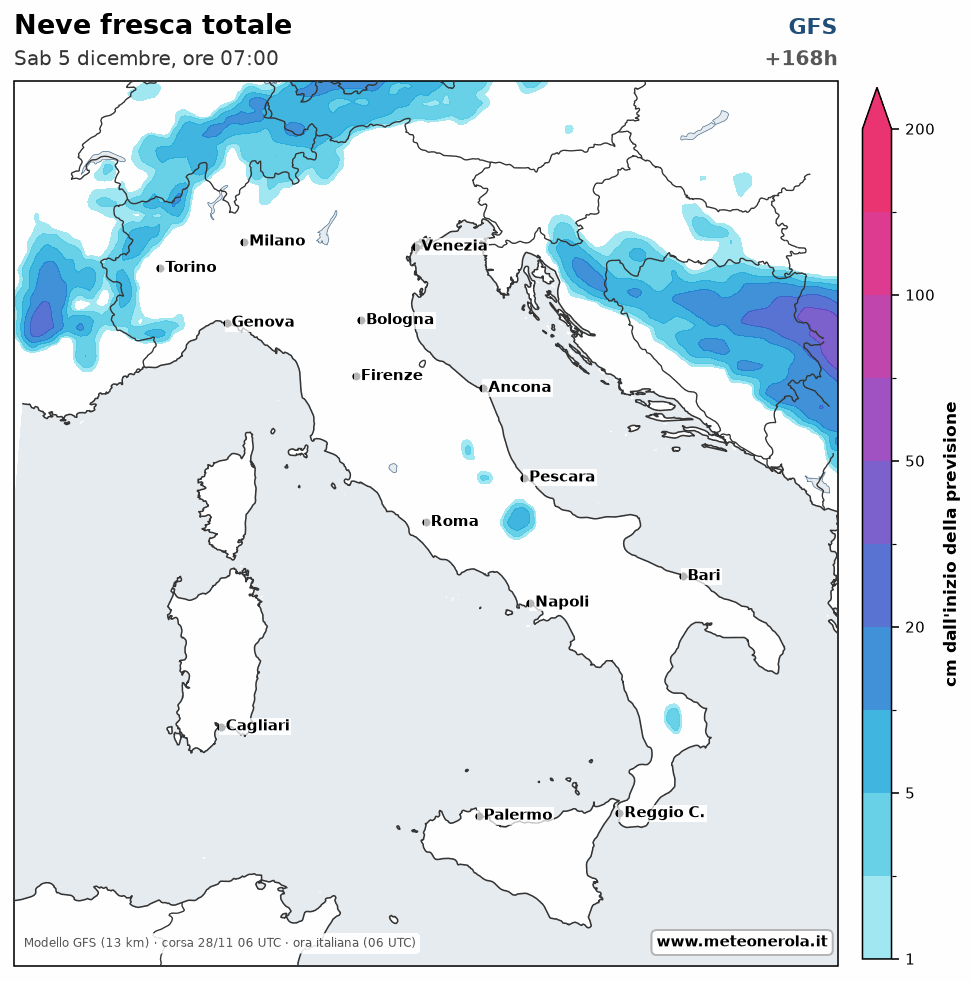 Neve fresca totale
GFS
Sab 5 dicembre, ore 07:00
+168h
200
100
50
20
5
1
cm dall'inizio della previsione
Milano
Venezia
Torino
Bologna
Genova
Firenze
Ancona
Pescara
Roma
Bari
Napoli
Cagliari
Palermo
Reggio C.
Modello GFS (13 km) · corsa 28/11 06 UTC · ora italiana (06 UTC)
www.meteonerola.it